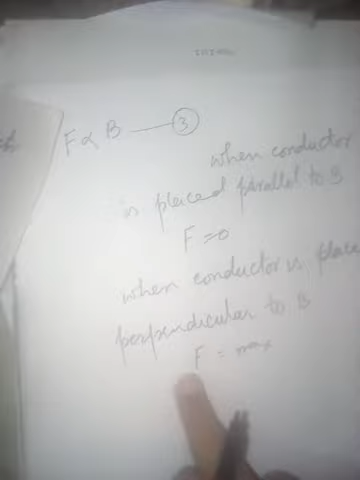 F ∝ B — ③
when conductor
is placed parallel to B
F = 0
when conductor is place
perpendicular to B
F = max